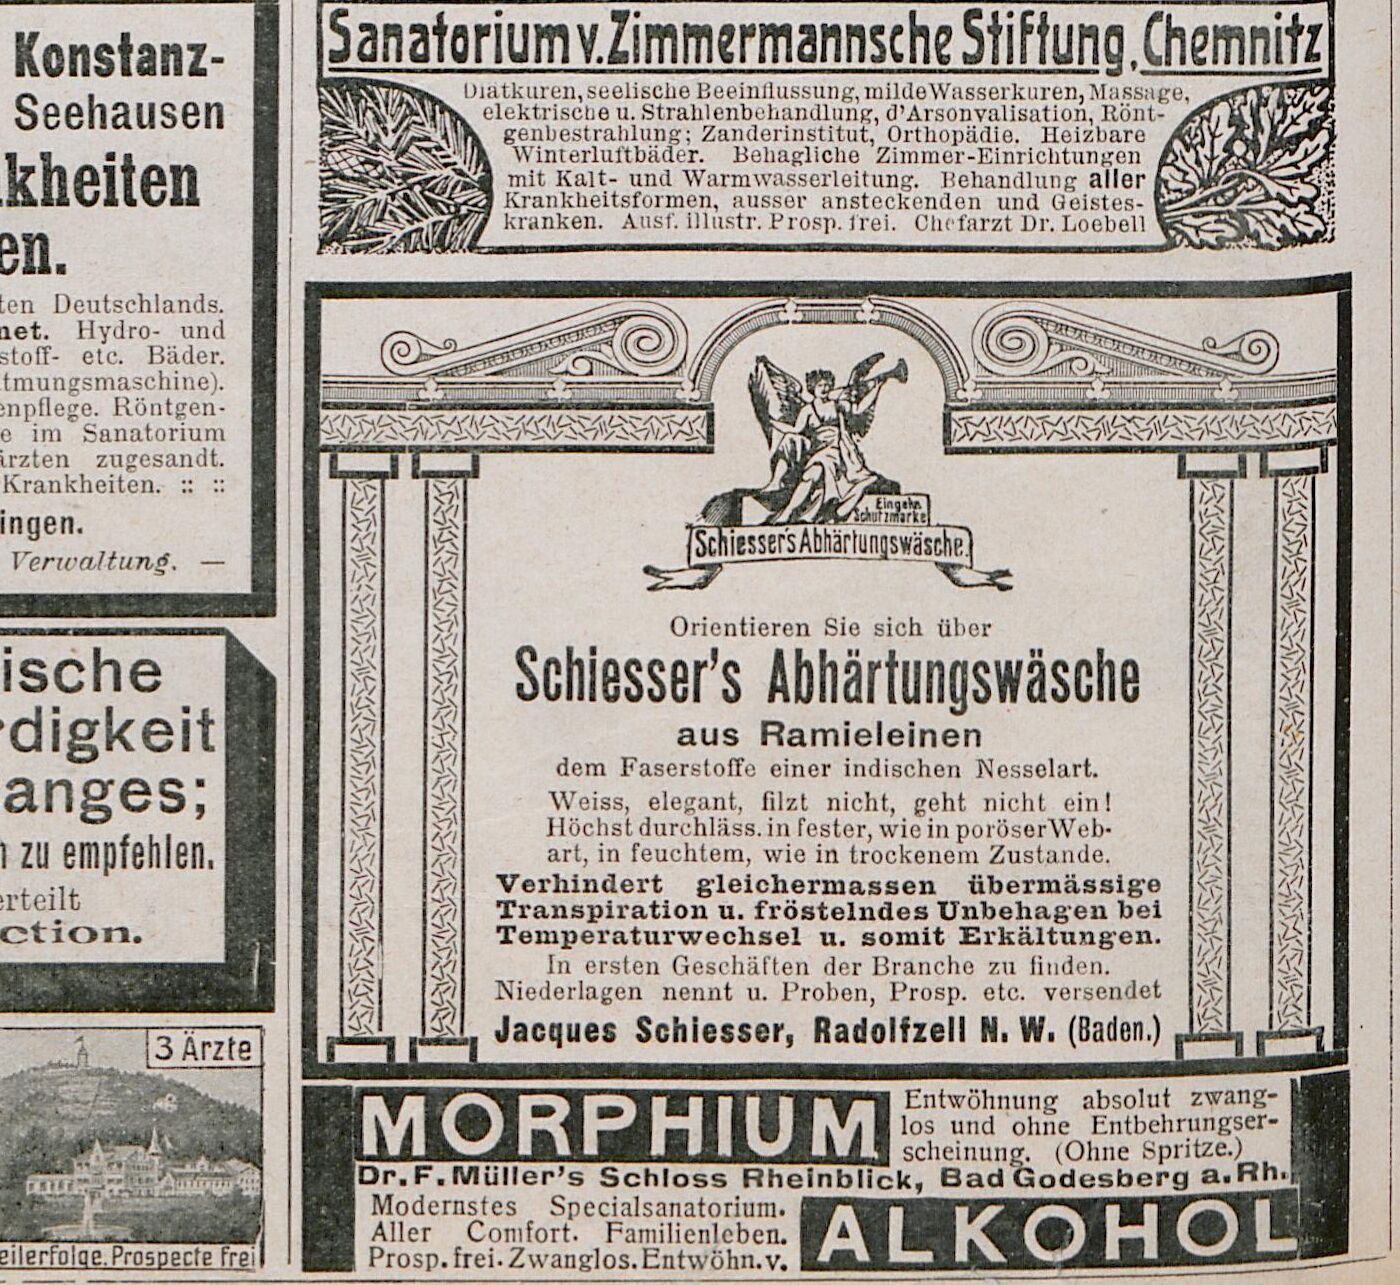 Konstanz-
Seehausen
kheiten
en.
ten Deutschlands.
net. Hydro- und
stoff- etc. Bäder.
tmungsmaschine).
enpflege. Röntgen-
e im Sanatorium
ärzten zugesandt.
Krankheiten. :: ::
ingen.
Verwaltung. —
ische
rdigkeit
anges;
n zu empfehlen.
erteilt
ction.
3 Ärzte
eilerfolge. Prospecte frei
Sanatorium v. Zimmermannsche Stiftung, Chemnitz
Diätkuren, seelische Beeinflussung, milde Wasserkuren, Massage,
elektrische u. Strahlenbehandlung, d'Arsonvalisation, Rönt-
genbestrahlung; Zanderinstitut, Orthopädie. Heizbare
Winterluftbäder. Behagliche Zimmer-Einrichtungen
mit Kalt- und Warmwasserleitung. Behandlung aller
Krankheitsformen, ausser ansteckenden und Geistes-
kranken. Ausf. illustr. Prosp. frei. Chefarzt Dr. Loebell
Eingetr.
Schutzmarke
Schiesser's Abhärtungswäsche.
Orientieren Sie sich über
Schiesser's Abhärtungswäsche
aus Ramieleinen
dem Faserstoffe einer indischen Nesselart.
Weiss, elegant, filzt nicht, geht nicht ein!
Höchst durchläss. in fester, wie in poröser Web-
art, in feuchtem, wie in trockenem Zustande.
Verhindert gleichermassen übermässige
Transpiration u. fröstelndes Unbehagen bei
Temperaturwechsel u. somit Erkältungen.
In ersten Geschäften der Branche zu finden.
Niederlagen nennt u. Proben, Prosp. etc. versendet
Jacques Schiesser, Radolfzell N. W. (Baden.)
MORPHIUM
Entwöhnung absolut zwang-
los und ohne Entbehrungser-
scheinung. (Ohne Spritze.)
Dr. F. Müller's Schloss Rheinblick, Bad Godesberg a. Rh.
Modernstes Specialsanatorium.
Aller Comfort. Familienleben.
Prosp. frei. Zwanglos. Entwöhn. v.
ALKOHOL